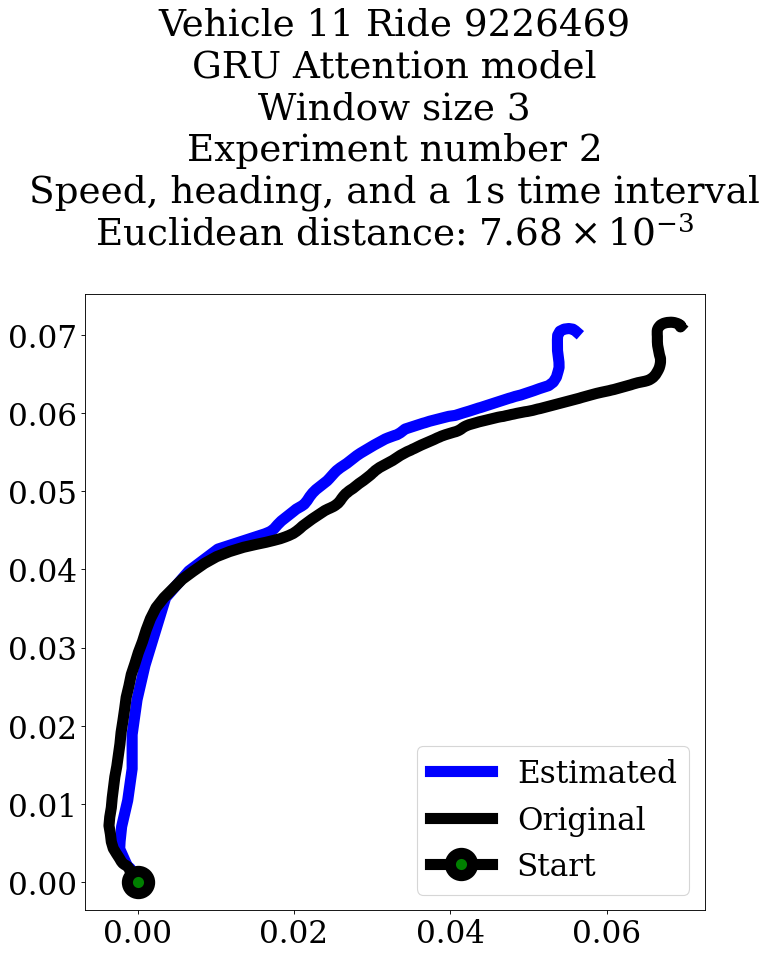 Vehicle 11 Ride 9226469
GRU Attention model
Window size 3
Experiment number 2
Speed, heading, and a 1s time interval
Euclidean distance: 7.68 × 10⁻³
0.07
0.06
0.05
0.04
0.03
0.02
0.01
0.00
Estimated
Original
Start
0.00 0.02 0.04 0.06